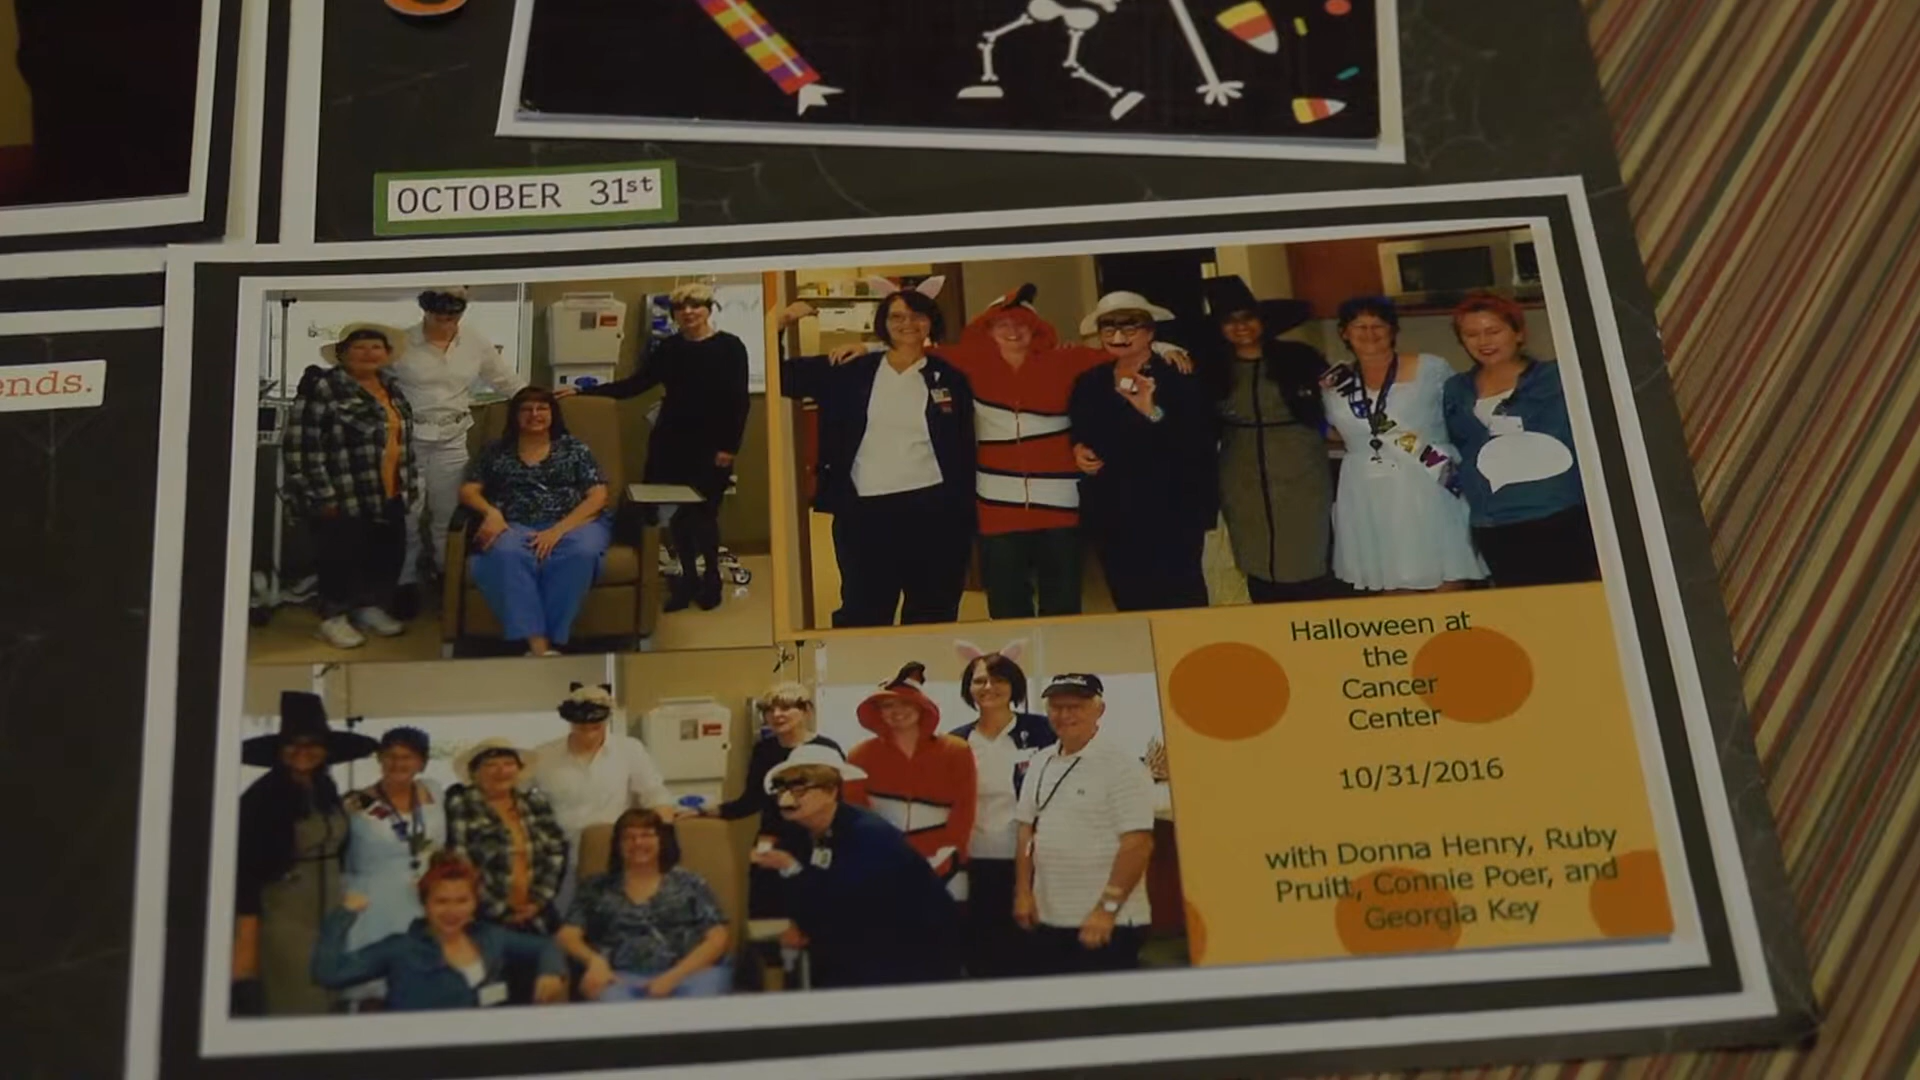 OCTOBER 31st
ends.
Halloween at
the
Cancer
Center
10/31/2016
with Donna Henry, Ruby
Pruitt, Connie Poer, and
Georgia Key